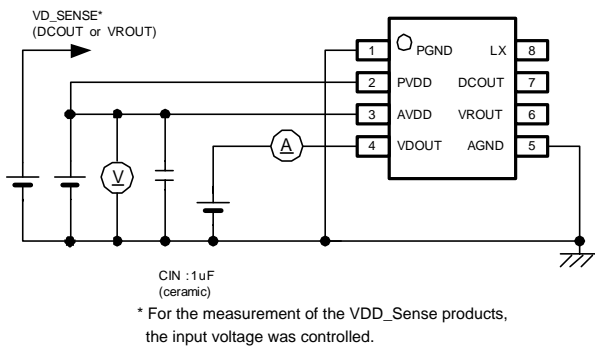 VD_SENSE*
(DCOUT or VROUT)
1 PGND LX 8
2 PVDD DCOUT 7
3 AVDD VROUT 6
4 VDOUT AGND 5
A
V
CIN : 1uF
(ceramic)
* For the measurement of the VDD_Sense products,
the input voltage was controlled.